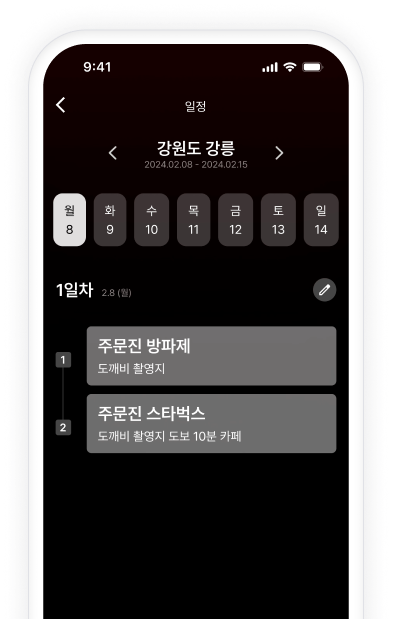 9:41
일정
강원도 강릉
2024.02.08 - 2024.02.15
월 화 수 목 금 토 일
8 9 10 11 12 13 14
1일차 2.8 (월)
1 주문진 방파제
도깨비 촬영지
2 주문진 스타벅스
도깨비 촬영지 도보 10분 카페